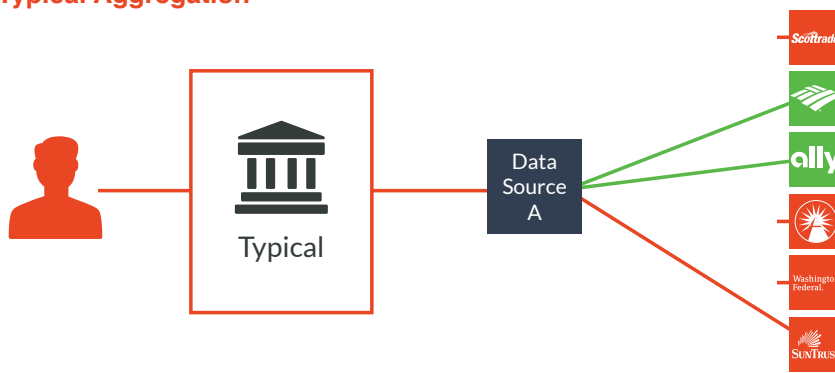 Typical Aggregation
Scottrade
ally
Data
Source
A
Typical
Washington
Federal.
SUNTRUST